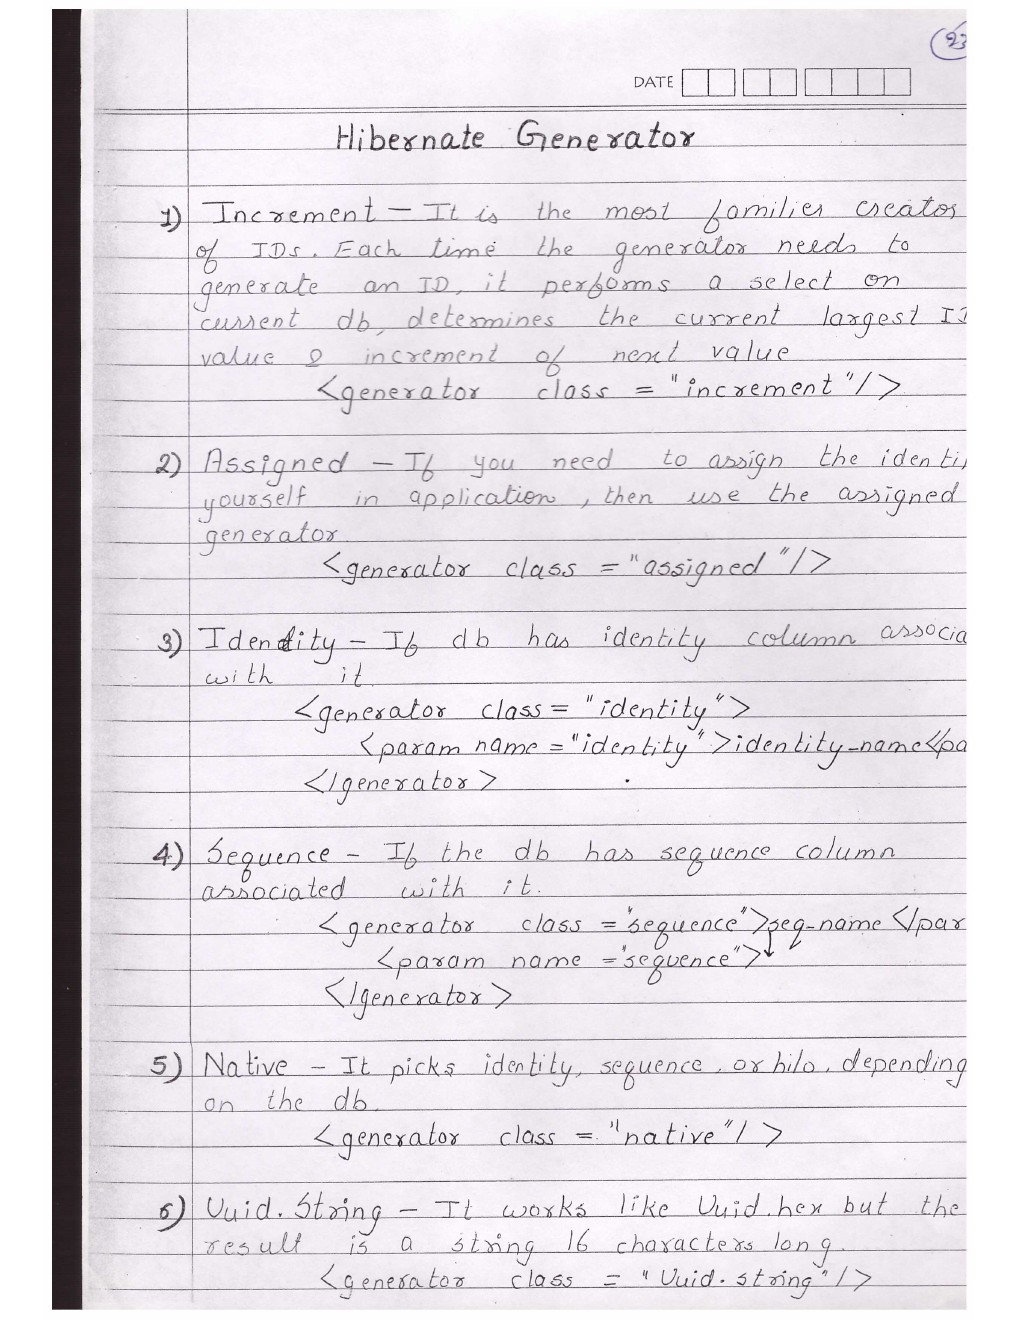 23
DATE
Hibernate Generator
1) Increment - It is the most familier creator
of IDs. Each time the generator needs to
generate an ID, it performs a select on
current db, determines the current largest
value & increment of next value
<generator class = "increment"/>
2) Assigned - If you need to assign the
yourself in application, then use the assigned
generator.
<generator class = "assigned"/>
3) Identity - If db has identity column associa
with it
<generator class = "identity">
<param name = "identity">identity-name</pa
</generator>
4) Sequence - If the db has sequence column
associated with it.
<generator class = "sequence">seq-name </par
<param name = "sequence">↓
</generator>
5) Native - It picks identity, sequence, or hilo, depending
on the db.
<generator class = "native"/>
6) Uuid.String - It works like Uuid.hex but the
result is a string 16 characters long.
<generator class = "Uuid.string"/>